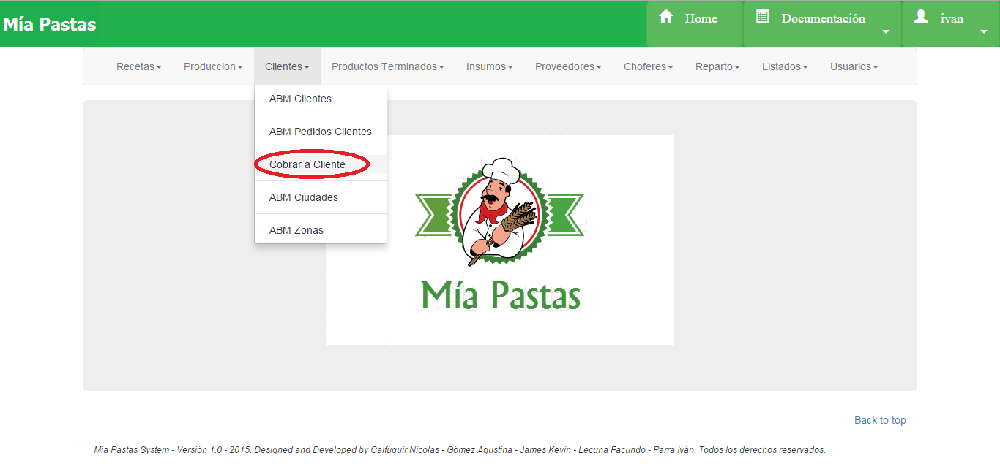 Mía Pastas
Home
Documentación
ivan
Recetas
Produccion
Clientes
Productos Terminados
Insumos
Proveedores
Choferes
Reparto
Listados
Usuarios
ABM Clientes
ABM Pedidos Clientes
Cobrar a Cliente
ABM Ciudades
ABM Zonas
Mía Pastas
Back to top
Mia Pastas System - Versión 1.0 - 2015. Designed and Developed by Calfuquir Nicolas - Gómez Agustina - James Kevin - Lecuna Facundo - Parra Iván. Todos los derechos reservados.